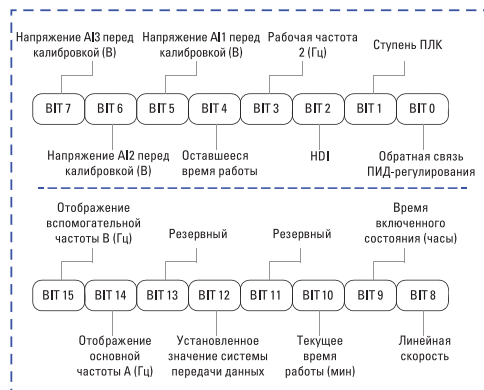 Напряжение AI3 перед
калибровкой (В)
Напряжение AI1 перед
калибровкой (В)
Рабочая частота
2 (Гц)
Ступень ПЛК
BIT 7
BIT 6
BIT 5
BIT 4
BIT 3
BIT 2
BIT 1
BIT 0
Напряжение AI2 перед
калибровкой (В)
Оставшееся
время работы
HDI
Обратная связь
ПИД-регулирования
Отображение
вспомогательной
частоты B (Гц)
Резервный
Резервный
Время
включенного
состояния (часы)
BIT 15
BIT 14
BIT 13
BIT 12
BIT 11
BIT 10
BIT 9
BIT 8
Отображение
основной
частоты A (Гц)
Установленное
значение системы
передачи данных
Текущее
время
работы (мин)
Линейная
скорость